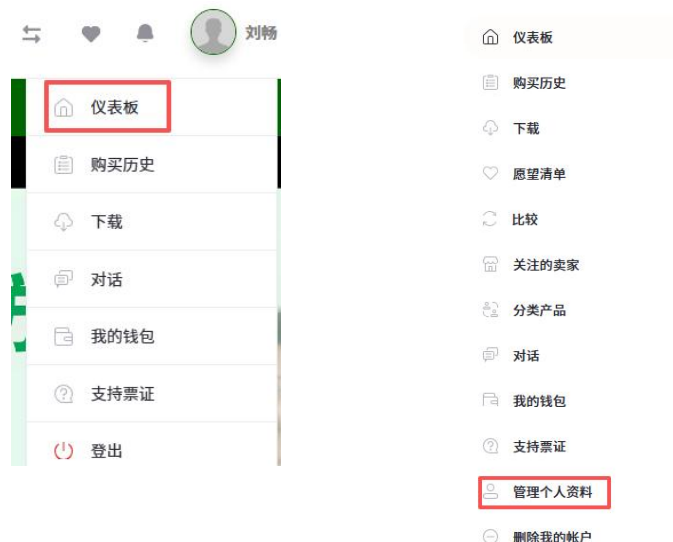 刘畅
仪表板
购买历史
下载
对话
我的钱包
支持票证
登出
仪表板
购买历史
下载
愿望清单
比较
关注的卖家
分类产品
对话
我的钱包
支持票证
管理个人资料
删除我的帐户